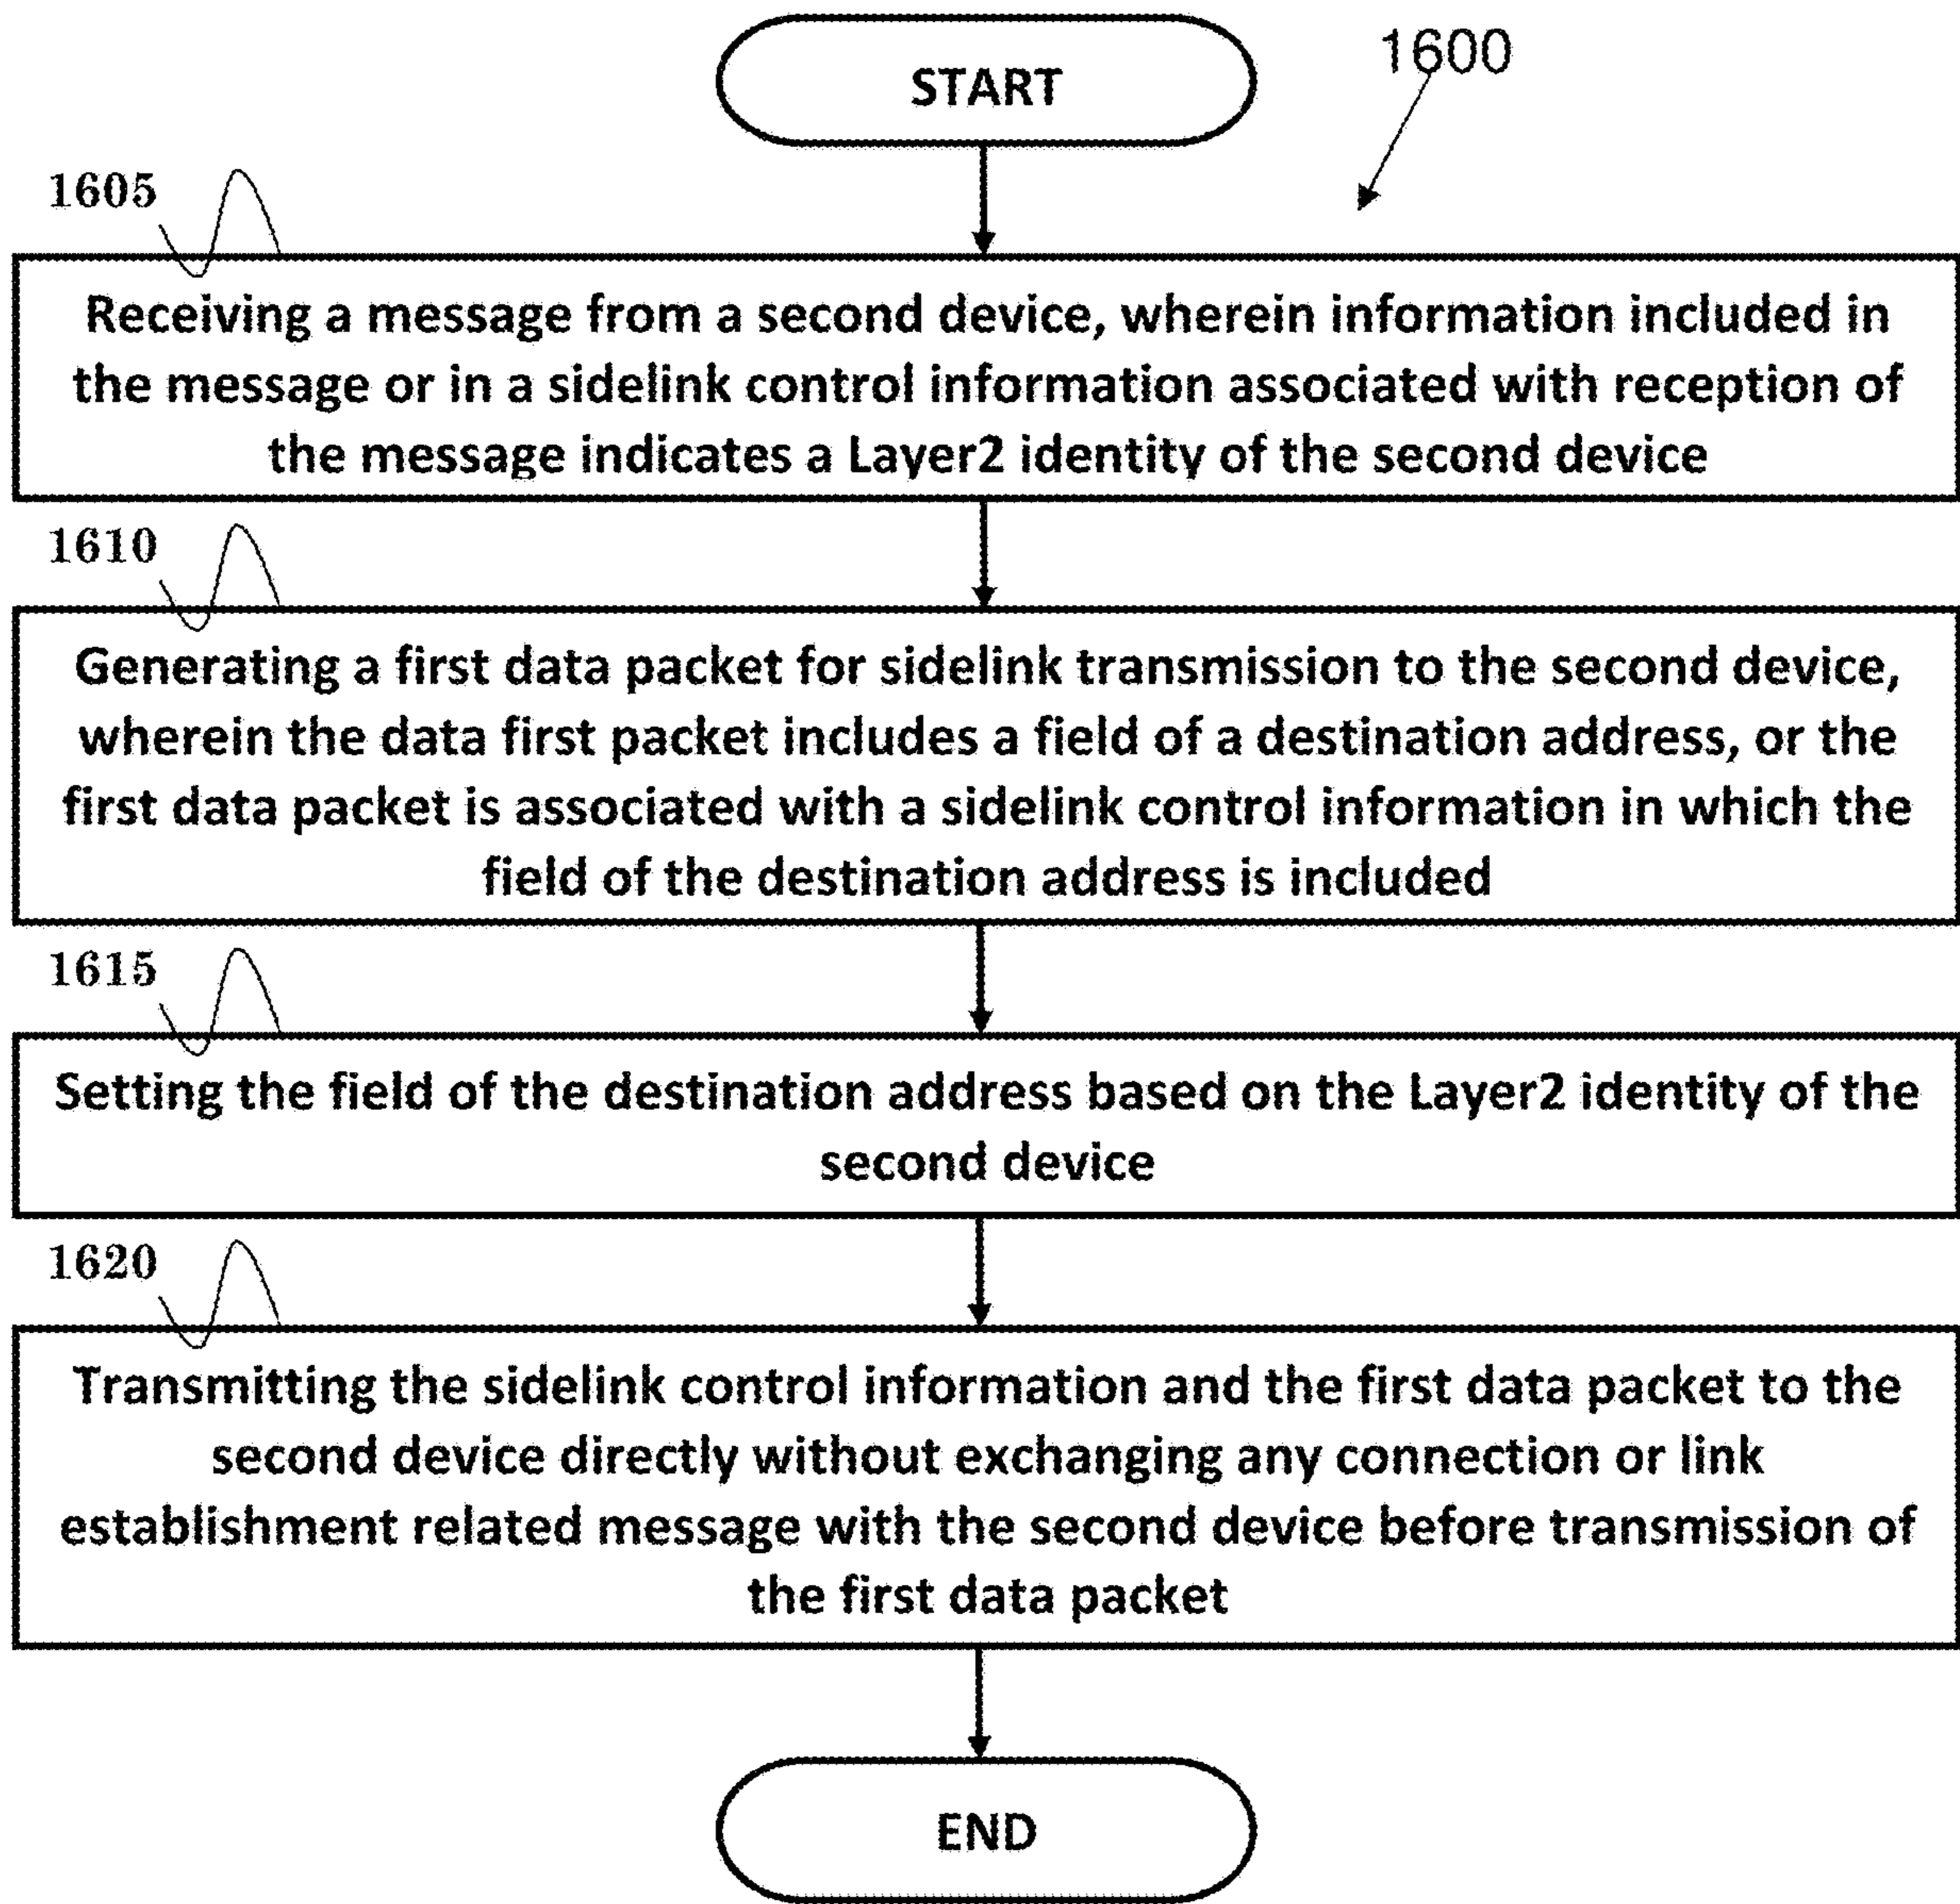 START
1600
1605
Receiving a message from a second device, wherein information included in
the message or in a sidelink control information associated with reception of
the message indicates a Layer2 identity of the second device
1610
Generating a first data packet for sidelink transmission to the second device,
wherein the data first packet includes a field of a destination address, or the
first data packet is associated with a sidelink control information in which the
field of the destination address is included
1615
Setting the field of the destination address based on the Layer2 identity of the
second device
1620
Transmitting the sidelink control information and the first data packet to the
second device directly without exchanging any connection or link
establishment related message with the second device before transmission of
the first data packet
END